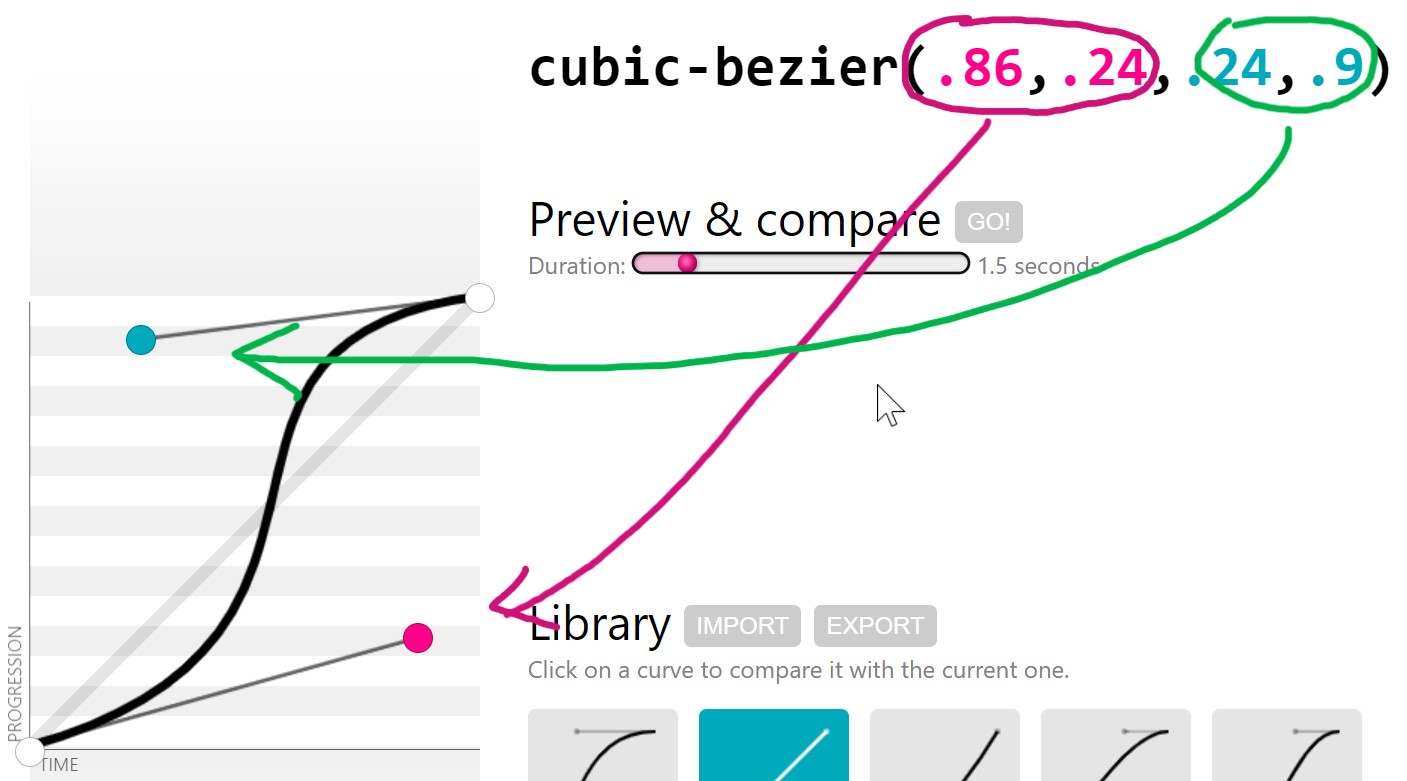 cubic-bezier(.86,.24,.24,.9)
Preview & compare GO!
Duration: 1.5 seconds
PROGRESSION
TIME
Library IMPORT EXPORT
Click on a curve to compare it with the current one.